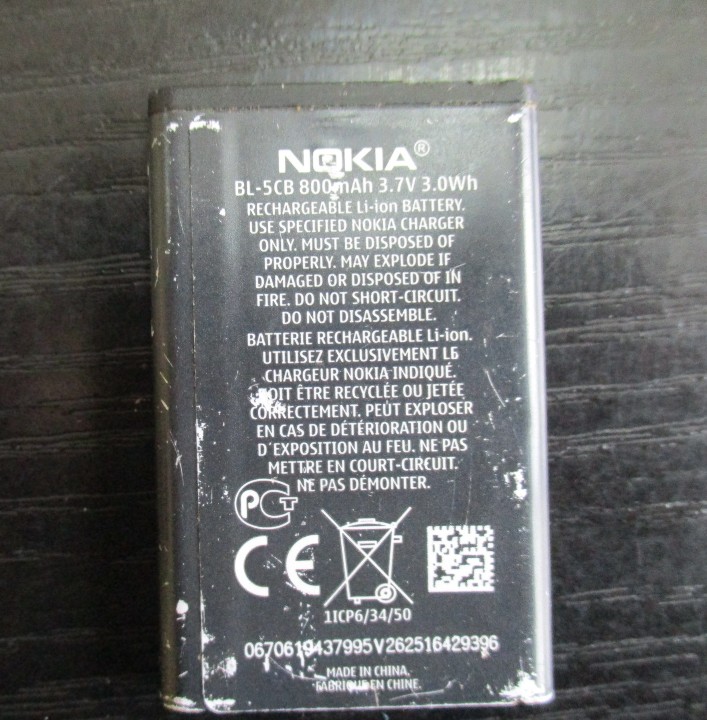 NOKIA®
BL-5CB 800mAh 3.7V 3.0Wh
RECHARGEABLE Li-ion BATTERY.
USE SPECIFIED NOKIA CHARGER
ONLY. MUST BE DISPOSED OF
PROPERLY. MAY EXPLODE IF
DAMAGED OR DISPOSED OF IN
FIRE. DO NOT SHORT-CIRCUIT.
DO NOT DISASSEMBLE.
BATTERIE RECHARGEABLE Li-ion.
UTILISEZ EXCLUSIVEMENT LE
CHARGEUR NOKIA INDIQUÉ.
DOIT ÊTRE RECYCLÉE OU JETÉE
CORRECTEMENT. PEUT EXPLOSER
EN CAS DE DÉTÉRIORATION OU
D'EXPOSITION AU FEU. NE PAS
METTRE EN COURT-CIRCUIT.
NE PAS DÉMONTER.
PCT
CE
1ICP6/34/50
0670619437995V262516429396
MADE IN CHINA.
FABRIQUÉ EN CHINE.